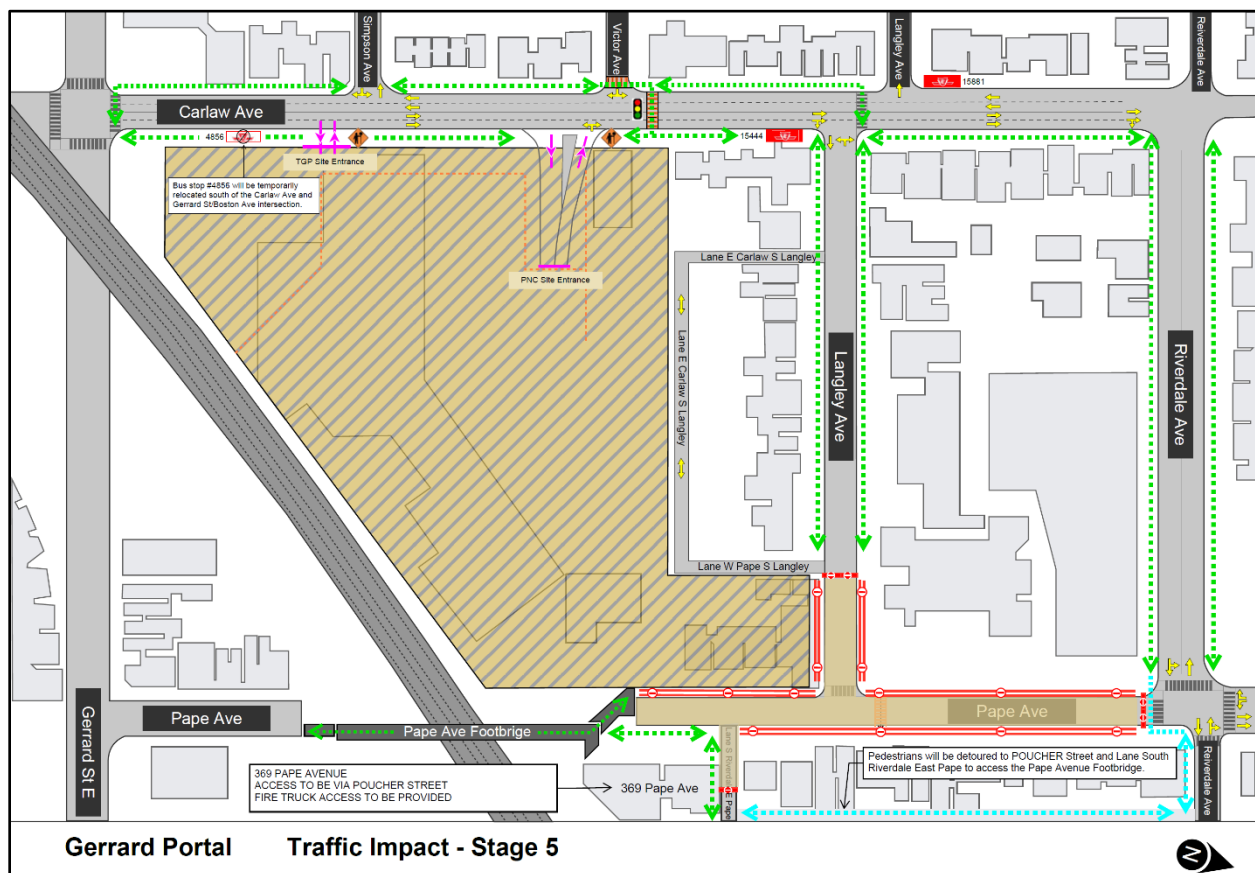 Simpson Ave
Victor Ave
Langley Ave
Reiverdale Ave
15881
Carlaw Ave
4856
15444
TGP Site Entrance
Bus stop #4856 will be temporarily
relocated south of the Carlaw Ave and
Gerrard St/Boston Ave intersection.
PNC Site Entrance
Lane E Carlaw S Langley
Lane E Carlaw S Langley
Langley Ave
Riverdale Ave
Lane W Pape S Langley
Gerrard St E
Pape Ave
Pape Ave Footbrige
Pape Ave
Lane S Riverdale E Pape
Pedestrians will be detoured to POUCHER Street and Lane South
Riverdale East Pape to access the Pape Avenue Footbridge.
369 PAPE AVENUE
ACCESS TO BE VIA POUCHER STREET
FIRE TRUCK ACCESS TO BE PROVIDED
369 Pape Ave
Reiverdale Ave
Gerrard Portal Traffic Impact - Stage 5
N